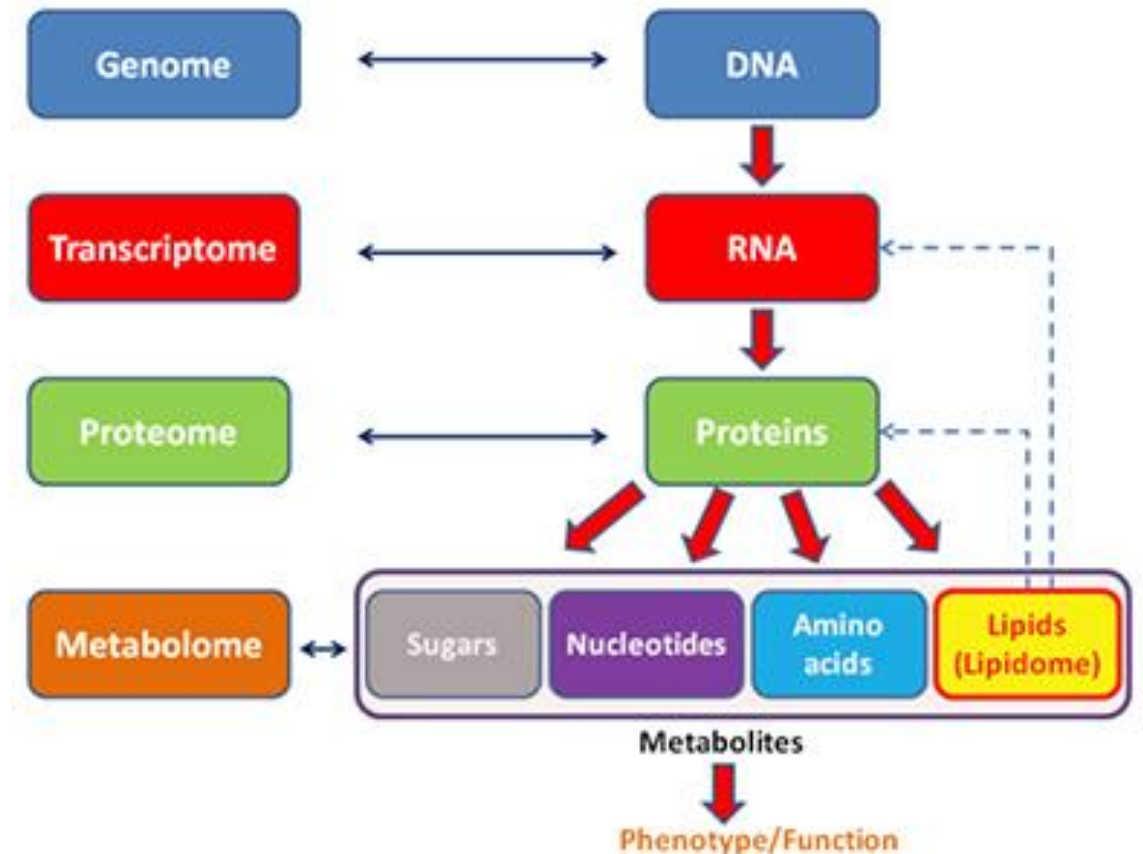 Genome
DNA
Transcriptome
RNA
Proteome
Proteins
Metabolome
Sugars
Nucleotides
Amino
acids
Lipids
(Lipidome)
Metabolites
Phenotype/Function